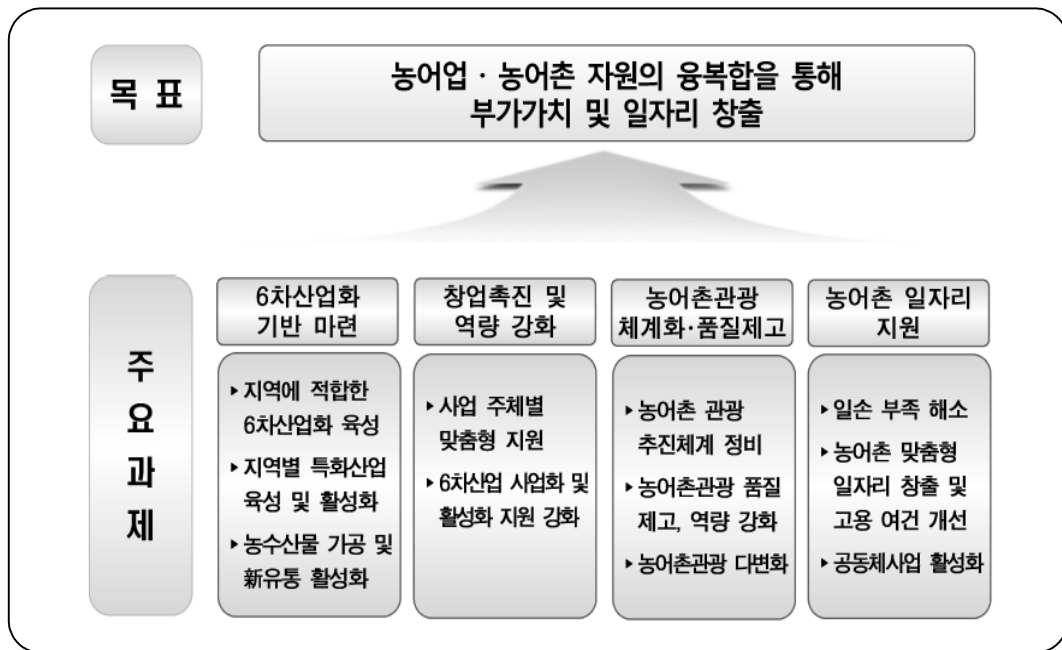 목 표
농어업 · 농어촌 자원의 융복합을 통해
부가가치 및 일자리 창출
주
요
과
제
6차산업화
기반 마련
▸지역에 적합한
6차산업화 육성
▸지역별 특화산업
육성 및 활성화
▸농수산물 가공 및
新유통 활성화
창업촉진 및
역량 강화
▸사업 주체별
맞춤형 지원
▸6차산업 사업화 및
활성화 지원 강화
농어촌관광
체계화·품질제고
▸농어촌 관광
추진체계 정비
▸농어촌관광 품질
제고, 역량 강화
▸농어촌관광 다변화
농어촌 일자리
지원
▸일손 부족 해소
▸농어촌 맞춤형
일자리 창출 및
고용 여건 개선
▸공동체사업 활성화